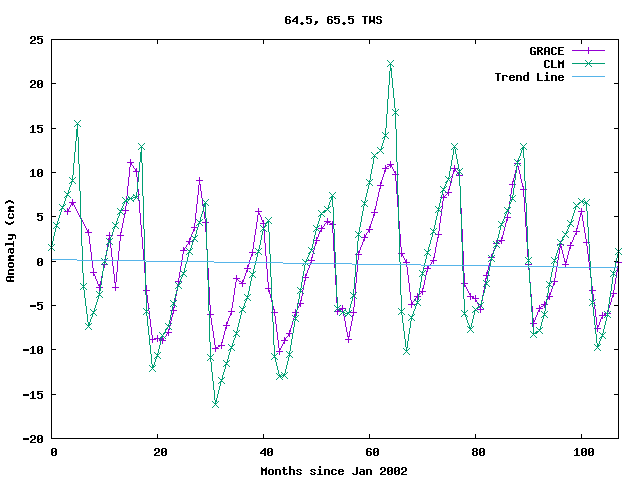 64.5, 65.5 TWS
GRACE
CLM
Trend Line
25
20
15
10
5
0
-5
-10
-15
-20
Anomaly (cm)
0 20 40 60 80 100
Months since Jan 2002